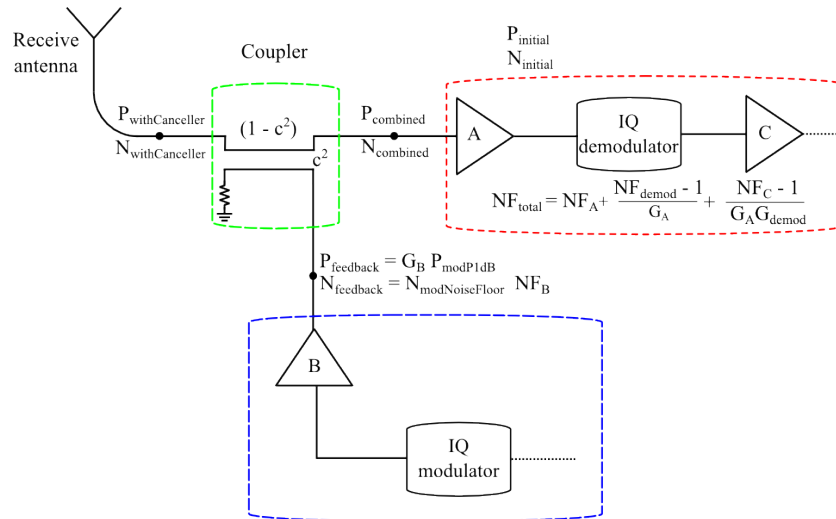 Receive
antenna
Coupler
P_initial
N_initial
P_withCanceller
N_withCanceller
(1 - c²)
c²
P_combined
N_combined
A
IQ
demodulator
C
NF_total = NF_A + (NF_demod - 1)/G_A + (NF_C - 1)/(G_A G_demod)
P_feedback = G_B P_modP1dB
N_feedback = N_modNoiseFloor NF_B
B
IQ
modulator